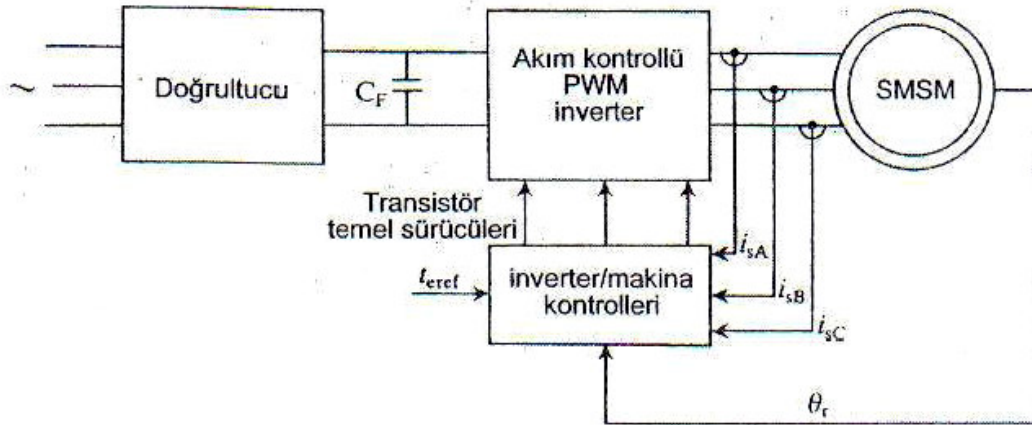 ~
Doğrultucu
C_F
Akım kontrollü
PWM
inverter
SMSM
Transistör
temel sürücüleri
t_eref
inverter/makina
kontrolleri
i_sA
i_sB
i_sC
θ_r